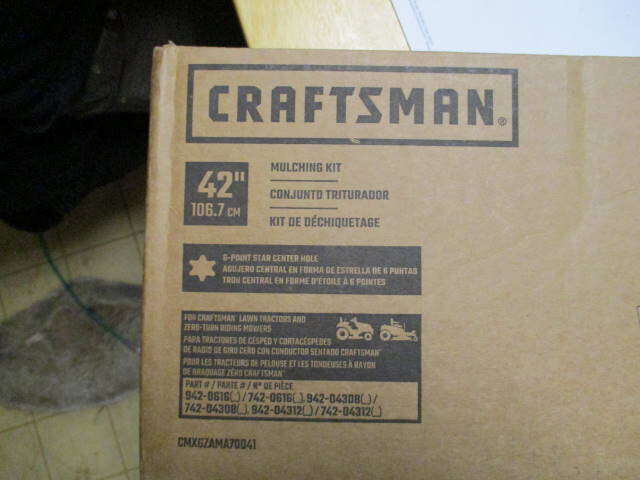 CRAFTSMAN®
42"
106.7 CM
MULCHING KIT
CONJUNTO TRITURADOR
KIT DE DÉCHIQUETAGE
6-POINT STAR CENTER HOLE
AGUJERO CENTRAL EN FORMA DE ESTRELLA DE 6 PUNTAS
TROU CENTRAL EN FORME D'ÉTOILE À 6 POINTES
FOR CRAFTSMAN® LAWN TRACTORS AND
ZERO-TURN RIDING MOWERS
PARA TRACTORES DE CÉSPED Y CORTACÉSPEDES
DE RADIO DE GIRO CERO CON CONDUCTOR SENTADO CRAFTSMAN®
POUR LES TRACTEURS DE PELOUSE ET LES TONDEUSES À RAYON
DE BRAQUAGE ZÉRO CRAFTSMAN®
PART # / PARTE # / Nº DE PIÈCE
942-0616(_) / 742-0616(_), 942-04308(_) /
742-04308(_), 942-04312(_) / 742-04312(_)
CMXGZAMA70041